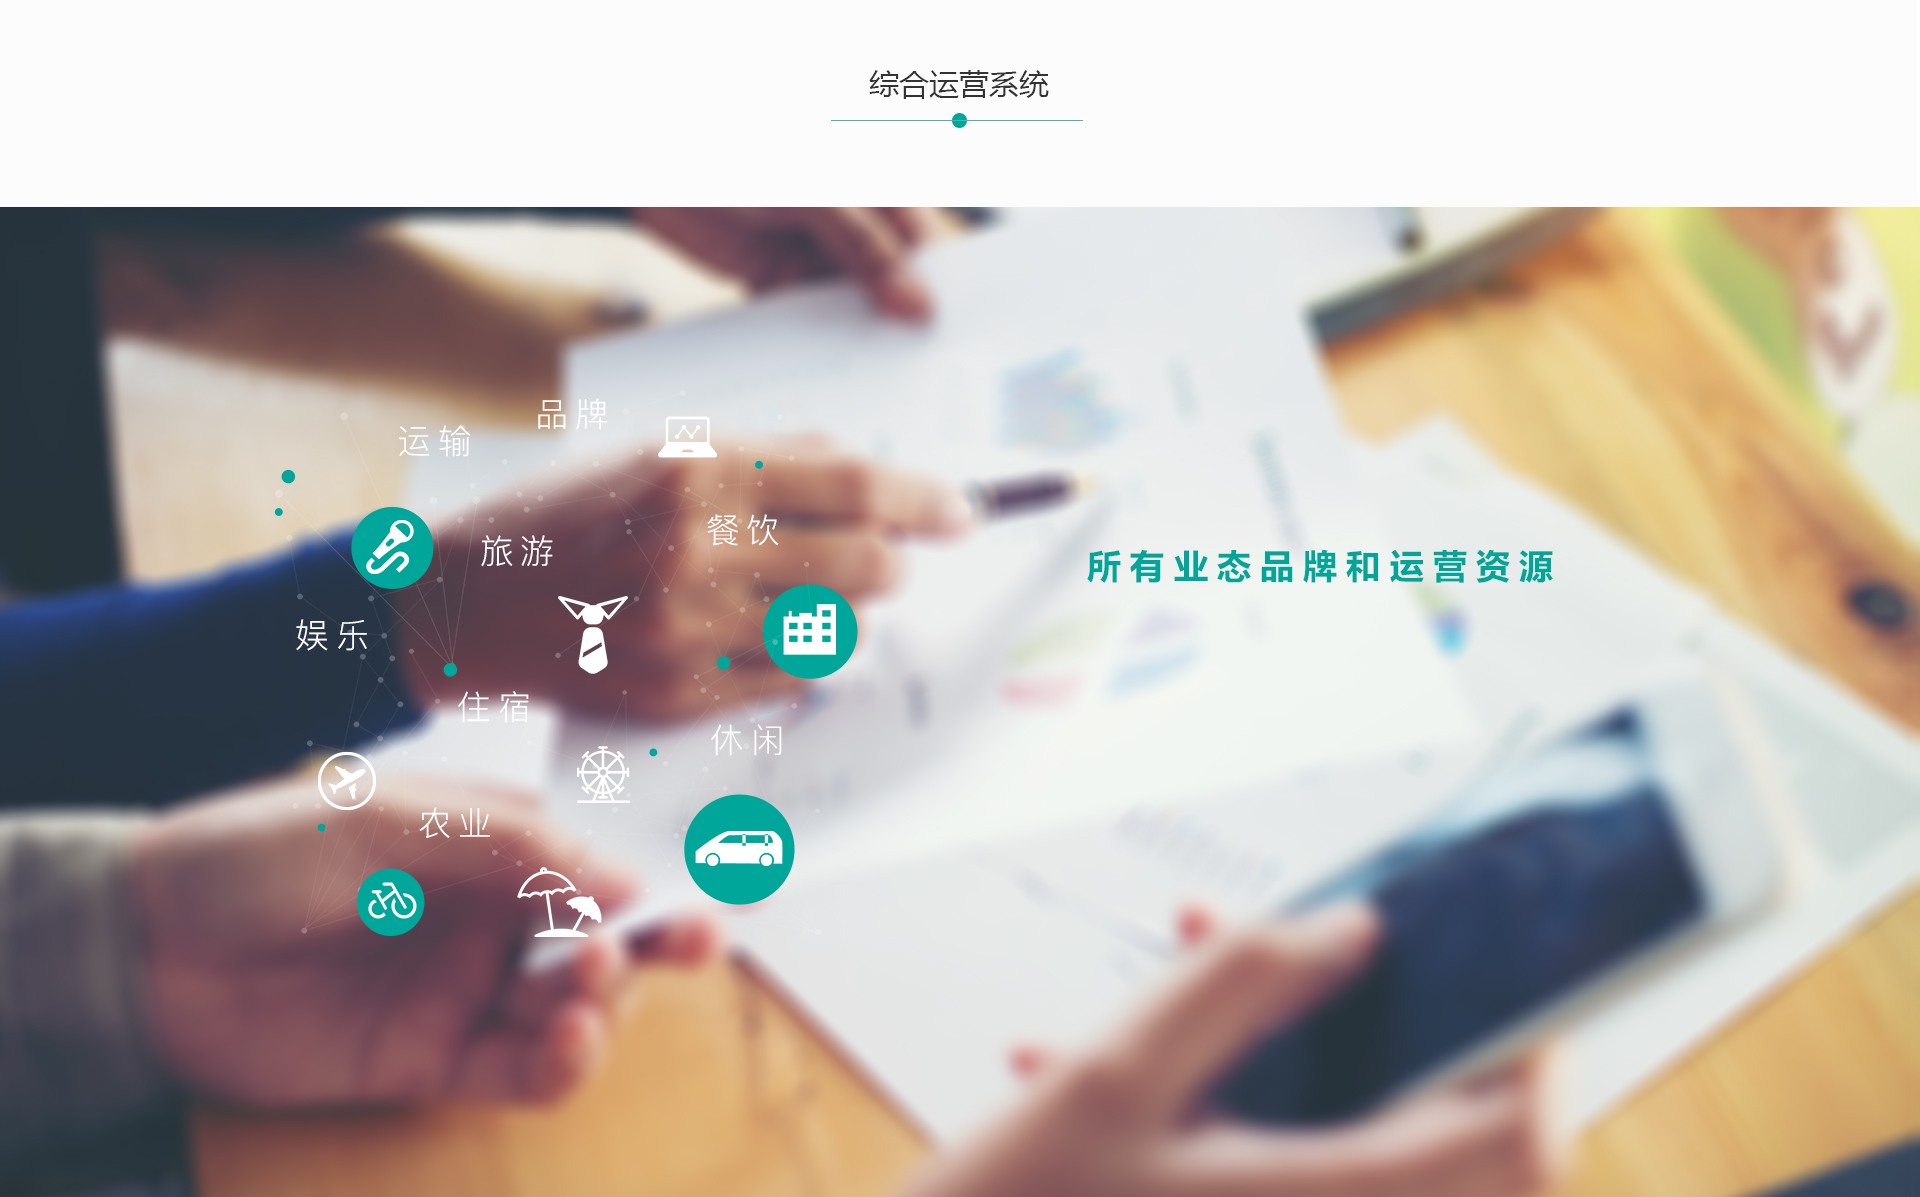 综合运营系统
品牌
运输
餐饮
旅游
所有业态品牌和运营资源
娱乐
住宿
休闲
农业